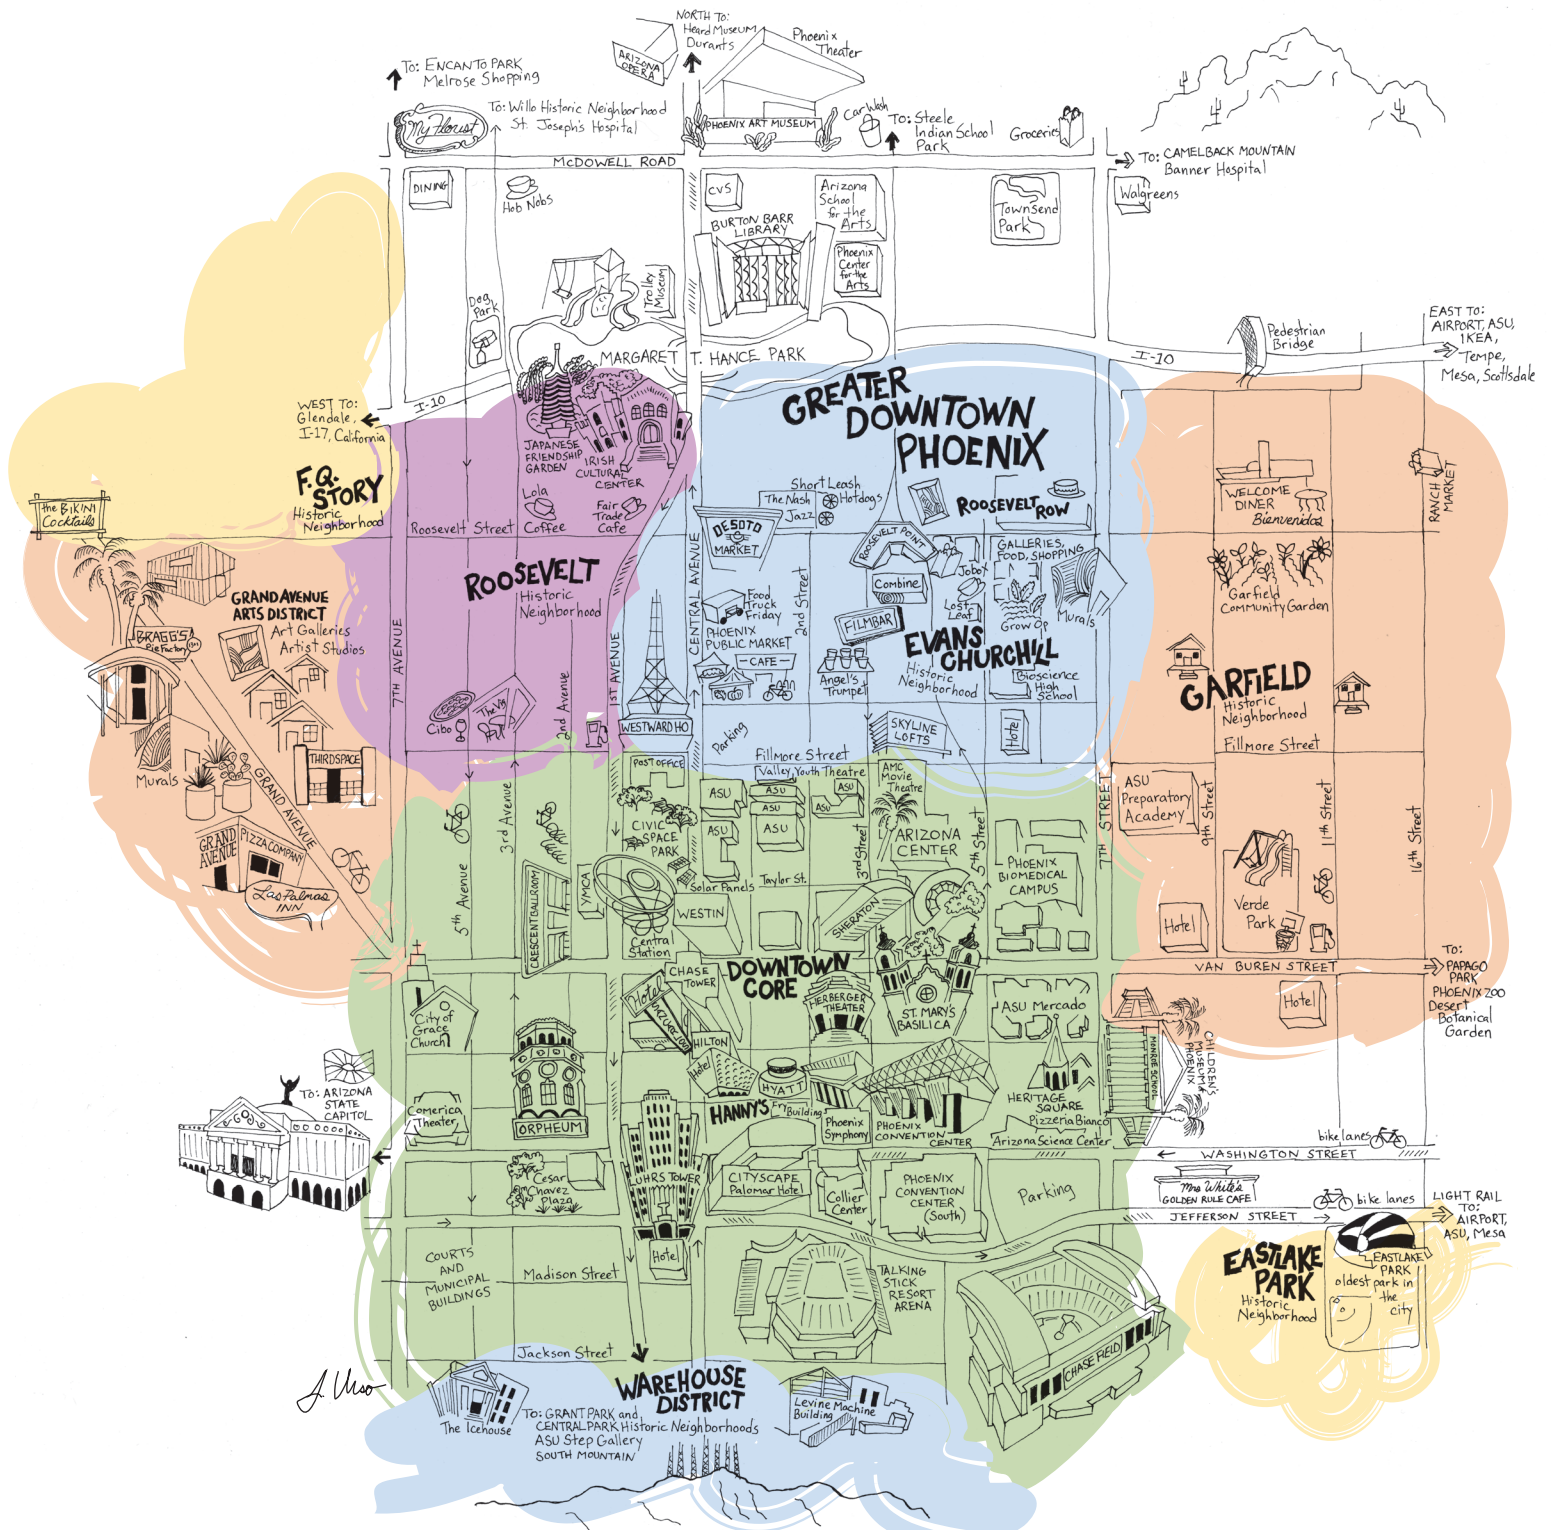 NORTH TO:
Heard Museum
Durants
ARIZONA
OPERA
Phoenix
Theater
TO: ENCANTO PARK
Melrose Shopping
My Florist
TO: Willo Historic Neighborhood
St. Joseph's Hospital
PHOENIX ART MUSEUM
Car Wash
TO: Steele
Indian School
Park
Groceries
McDOWELL ROAD
TO: CAMELBACK MOUNTAIN
Banner Hospital
DINING
Hob Nobs
CVS
Arizona
School
for the
Arts
Townsend
Park
Walgreens
BURTON BARR
LIBRARY
Phoenix
Center
for the
Arts
Trolley
Museum
Dog
Park
MARGARET T. HANCE PARK
I-10
Pedestrian
Bridge
EAST TO:
AIRPORT, ASU,
IKEA,
Tempe,
Mesa, Scottsdale
I-10
WEST TO:
Glendale,
I-17, California
GREATER
DOWNTOWN
PHOENIX
JAPANESE
FRIENDSHIP
GARDEN
IRISH
CULTURAL
CENTER
F.Q.
STORY
Historic
Neighborhood
the BIKINI
Cocktails
Lola
Coffee
Fair
Trade
Cafe
Roosevelt Street
Short Leash
Hotdogs
The Nash
Jazz
ROOSEVELT
ROW
WELCOME
DINER
Bienvenidos
RANCH
MARKET
DESOTO
MARKET
ROOSEVELT POINT
GALLERIES,
FOOD, SHOPPING
Jobot
Combine
Lost
Leaf
Grow Op
Murals
Garfield
Community Garden
ROOSEVELT
Historic
Neighborhood
GRAND AVENUE
ARTS DISTRICT
Art Galleries
Artist Studios
BRAGG'S
Pie Factory
Food
Truck
Friday
PHOENIX
PUBLIC MARKET
CAFE
FILMBAR
EVANS
CHURCHILL
Historic
Neighborhood
Angel's
Trumpet
Bioscience
High
School
GARFIELD
Historic
Neighborhood
7TH AVENUE
1ST AVENUE
CENTRAL AVENUE
2nd Street
2nd Avenue
Cibo
The Vig
WESTWARD HO
Parking
SKYLINE
LOFTS
Hotel
Fillmore Street
Fillmore Street
Murals
THIRDSPACE
GRAND AVENUE
POST OFFICE
Valley Youth Theatre
AMC
Movie
Theatre
ASU
ASU
ASU
ASU
ASU
ASU
ASU
ASU
Preparatory
Academy
7TH STREET
9th Street
11th Street
16th Street
3rd Avenue
5th Avenue
CIVIC
SPACE
PARK
3rd Street
ARIZONA
CENTER
5th Street
PHOENIX
BIOMEDICAL
CAMPUS
GRAND
AVENUE
PIZZA COMPANY
Las Palmas
INN
CRESCENT BALLROOM
YMCA
Solar Panels
Taylor St.
WESTIN
SHERATON
Central
Station
Hotel
Verde
Park
VAN BUREN STREET
TO:
PAPAGO
PARK
PHOENIX ZOO
Desert
Botanical
Garden
DOWNTOWN
CORE
CHASE
TOWER
Hotel
SAN CARLOS
HILTON
HERBERGER
THEATER
ST. MARY'S
BASILICA
ASU Mercado
Hotel
City of
Grace
Church
MONROE SCHOOL
CHILDREN'S
MUSEUM of
PHOENIX
Hotel
HYATT
HANNY'S
Building
Phoenix
Symphony
PHOENIX
CONVENTION
CENTER
HERITAGE
SQUARE
Pizzeria Bianco
Arizona Science Center
TO: ARIZONA
STATE
CAPITOL
Comerica
Theater
ORPHEUM
bike lanes
WASHINGTON STREET
Cesar
Chavez
Plaza
LUHRS TOWER
CITYSCAPE
Palomar Hotel
Collier
Center
PHOENIX
CONVENTION
CENTER
(South)
Parking
Mrs White's
GOLDEN RULE CAFE
bike lanes
JEFFERSON STREET
LIGHT RAIL
TO:
AIRPORT,
ASU, Mesa
COURTS
AND
MUNICIPAL
BUILDINGS
Hotel
Madison Street
TALKING
STICK
RESORT
ARENA
EASTLAKE
PARK
Historic
Neighborhood
EASTLAKE
PARK
oldest park in
the
city
Jackson Street
CHASE FIELD
WAREHOUSE
DISTRICT
The Icehouse
TO: GRANT PARK and
CENTRAL PARK Historic Neighborhoods
ASU Step Gallery
SOUTH MOUNTAIN
Levine Machine
Building